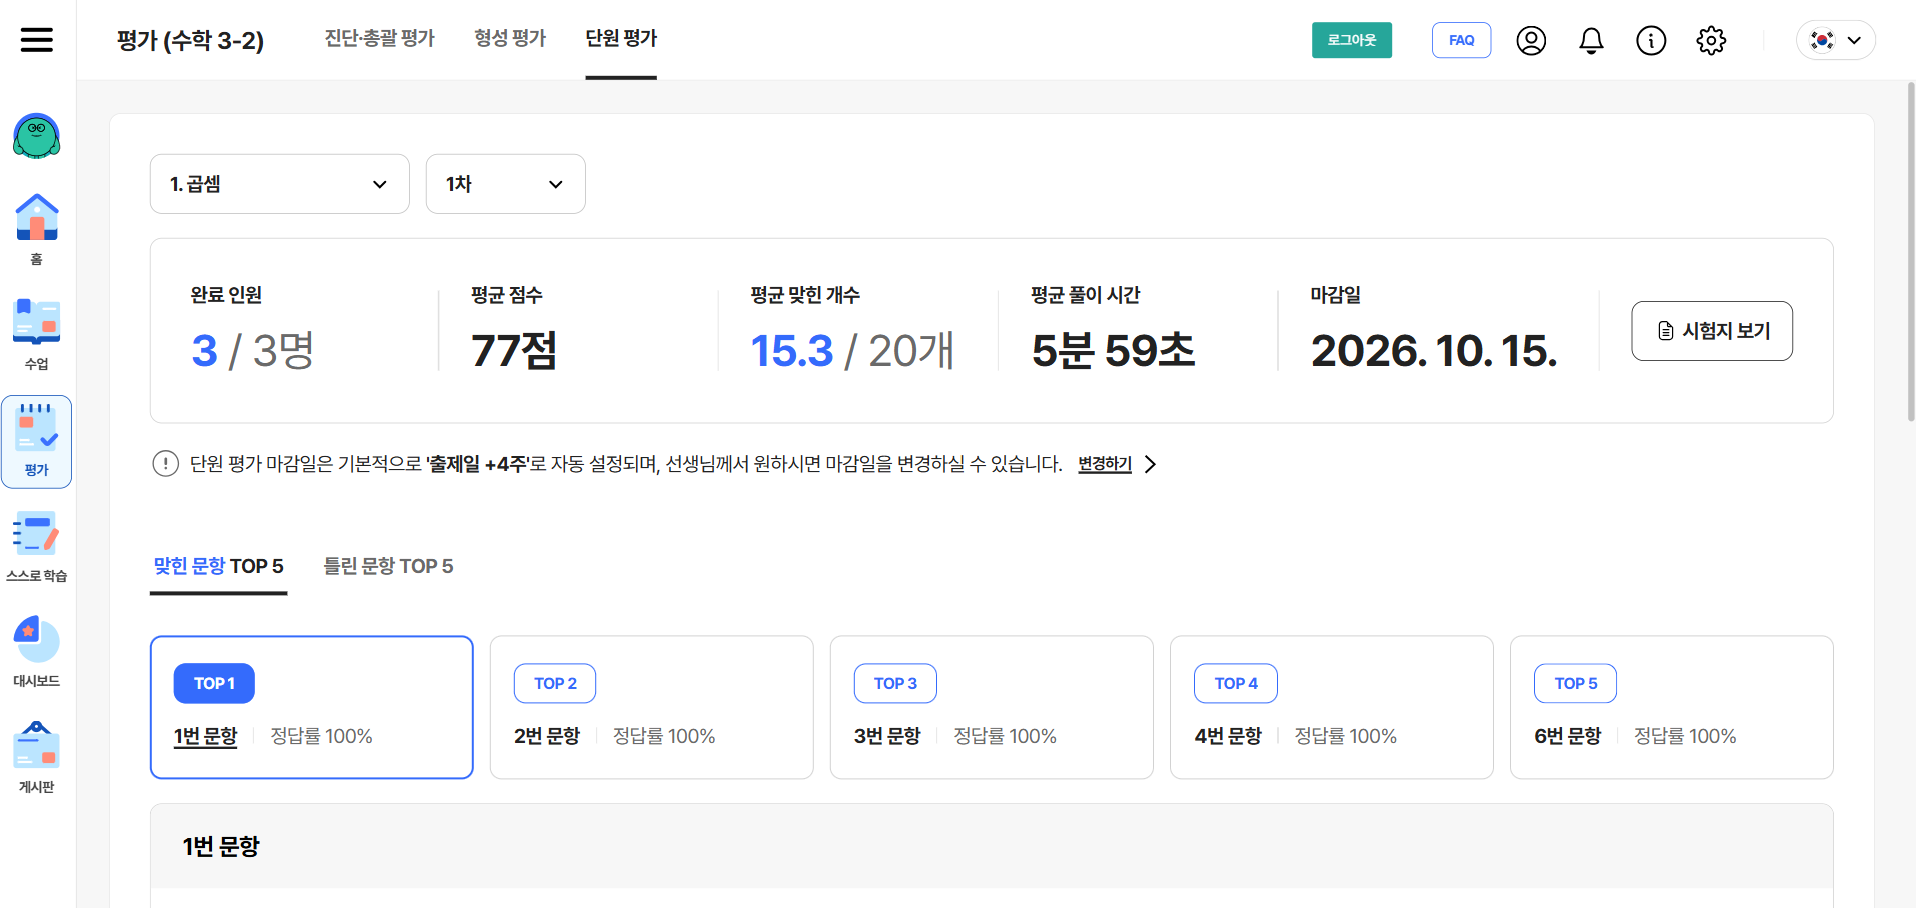 평가 (수학 3-2)
진단·총괄 평가
형성 평가
단원 평가
로그아웃
FAQ
홈
수업
평가
스스로 학습
대시보드
게시판
1. 곱셈
1차
완료 인원
3 / 3명
평균 점수
77점
평균 맞힌 개수
15.3 / 20개
평균 풀이 시간
5분 59초
마감일
2026. 10. 15.
시험지 보기
단원 평가 마감일은 기본적으로 '출제일 +4주'로 자동 설정되며, 선생님께서 원하시면 마감일을 변경하실 수 있습니다. 변경하기
맞힌 문항 TOP 5
틀린 문항 TOP 5
TOP 1
1번 문항 정답률 100%
TOP 2
2번 문항 정답률 100%
TOP 3
3번 문항 정답률 100%
TOP 4
4번 문항 정답률 100%
TOP 5
6번 문항 정답률 100%
1번 문항